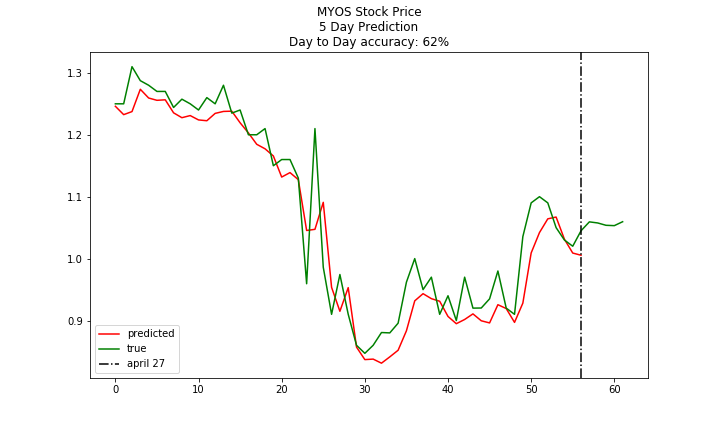 MYOS Stock Price
5 Day Prediction
Day to Day accuracy: 62%
1.3
1.2
1.1
1.0
0.9
predicted
true
april 27
0 10 20 30 40 50 60